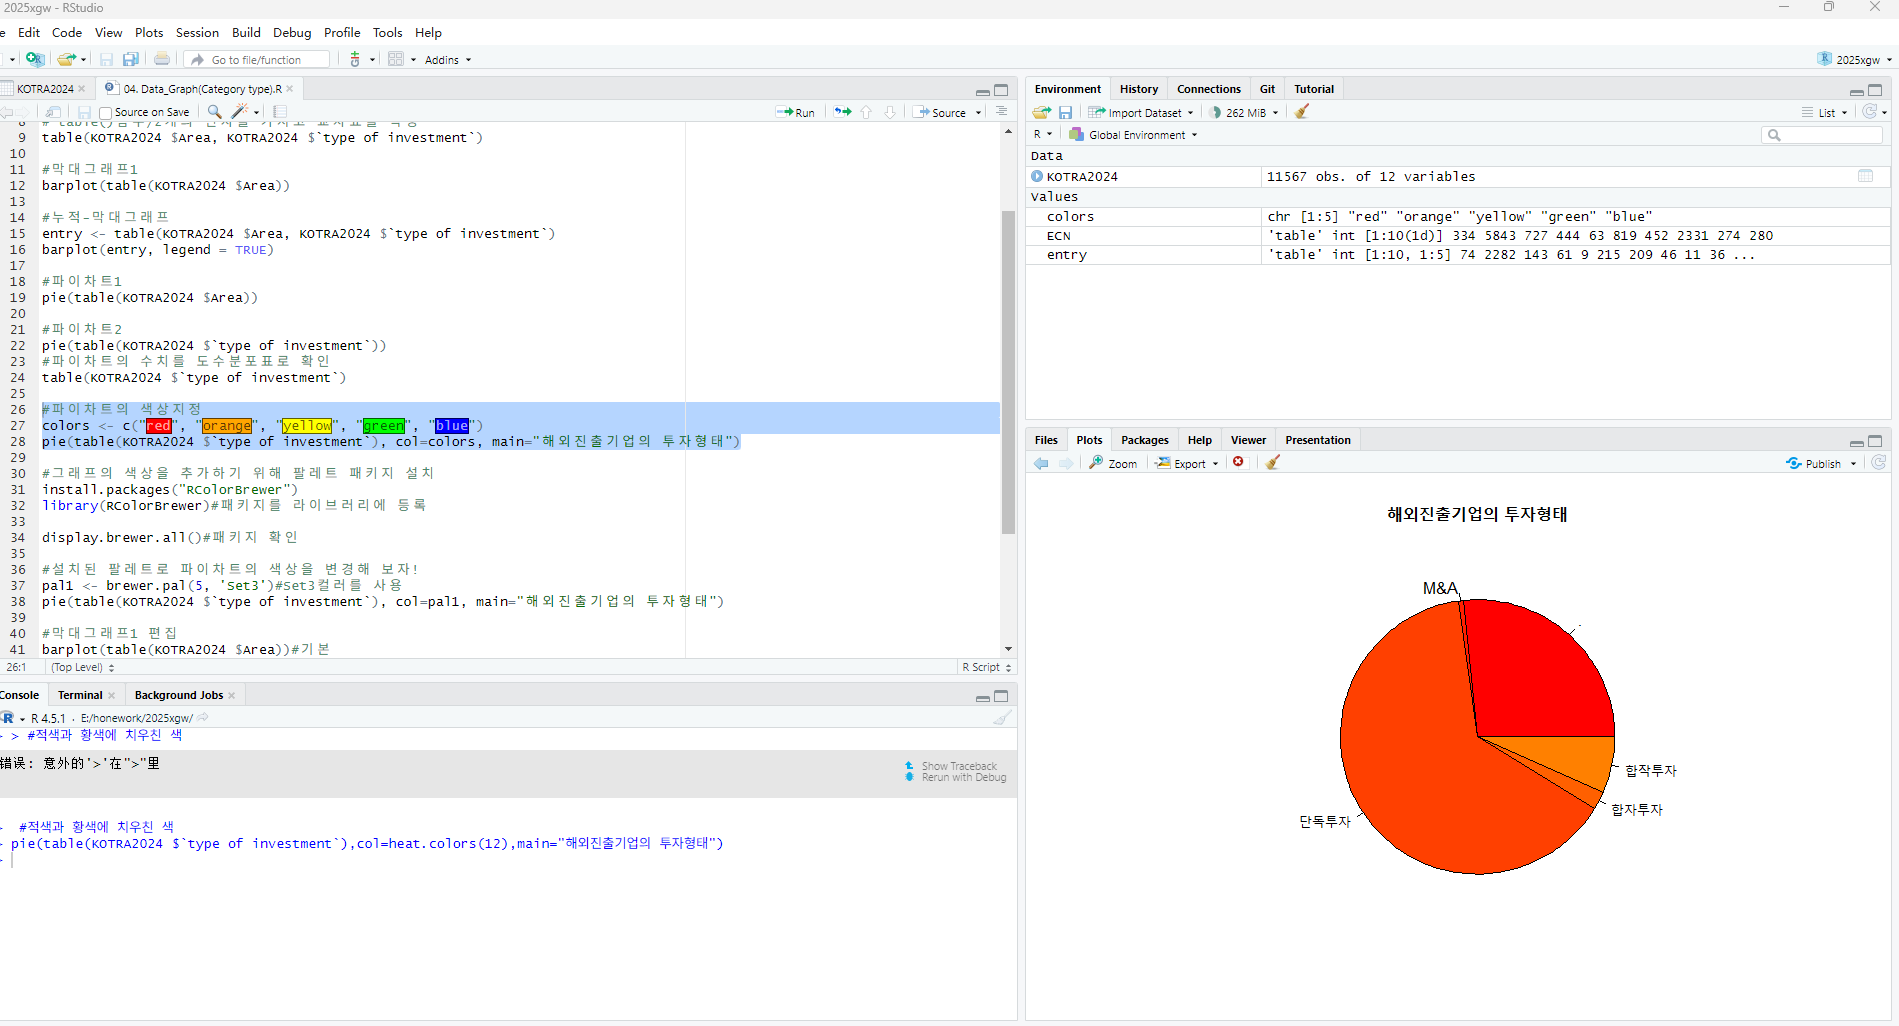 2025xgw - RStudio
Edit Code View Plots Session Build Debug Profile Tools Help
Go to file/function Addins 2025xgw
KOTRA2024 04. Data_Graph(Category type).R
Source on Save Run Source
9 table(KOTRA2024 $Area, KOTRA2024 $`type of investment`)
10
11 #막대그래프1
12 barplot(table(KOTRA2024 $Area))
13
14 #누적-막대그래프
15 entry <- table(KOTRA2024 $Area, KOTRA2024 $`type of investment`)
16 barplot(entry, legend = TRUE)
17
18 #파이차트1
19 pie(table(KOTRA2024 $Area))
20
21 #파이차트2
22 pie(table(KOTRA2024 $`type of investment`))
23 #파이차트의 수치를 도수분포표로 확인
24 table(KOTRA2024 $`type of investment`)
25
26 #파이차트의 색상지정
27 colors <- c("red", "orange", "yellow", "green", "blue")
28 pie(table(KOTRA2024 $`type of investment`), col=colors, main="해외진출기업의 투자형태")
29
30 #그래프의 색상을 추가하기 위해 팔레트 패키지 설치
31 install.packages("RColorBrewer")
32 library(RColorBrewer)#패키지를 라이브러리에 등록
33
34 display.brewer.all()#패키지 확인
35
36 #설치된 팔레트로 파이차트의 색상을 변경해 보자!
37 pal1 <- brewer.pal(5, 'Set3')#Set3컬러를 사용
38 pie(table(KOTRA2024 $`type of investment`), col=pal1, main="해외진출기업의 투자형태")
39
40 #막대그래프1 편집
41 barplot(table(KOTRA2024 $Area))#기본
26:1 (Top Level) R Script
Console Terminal Background Jobs
R 4.5.1 · E:/honework/2025xgw/
> > #적색과 황색에 치우친 색
错误: 意外的'>'在">"里
Show Traceback
Rerun with Debug
> #적색과 황색에 치우친 색
> pie(table(KOTRA2024 $`type of investment`),col=heat.colors(12),main="해외진출기업의 투자형태")
>
Environment History Connections Git Tutorial
Import Dataset 262 MiB List
R Global Environment
Data
KOTRA2024 11567 obs. of 12 variables
Values
colors chr [1:5] "red" "orange" "yellow" "green" "blue"
ECN 'table' int [1:10(1d)] 334 5843 727 444 63 819 452 2331 274 280
entry 'table' int [1:10, 1:5] 74 2282 143 61 9 215 209 46 11 36 ...
Files Plots Packages Help Viewer Presentation
Zoom Export Publish
해외진출기업의 투자형태
M&A
합작투자
합자투자
단독투자